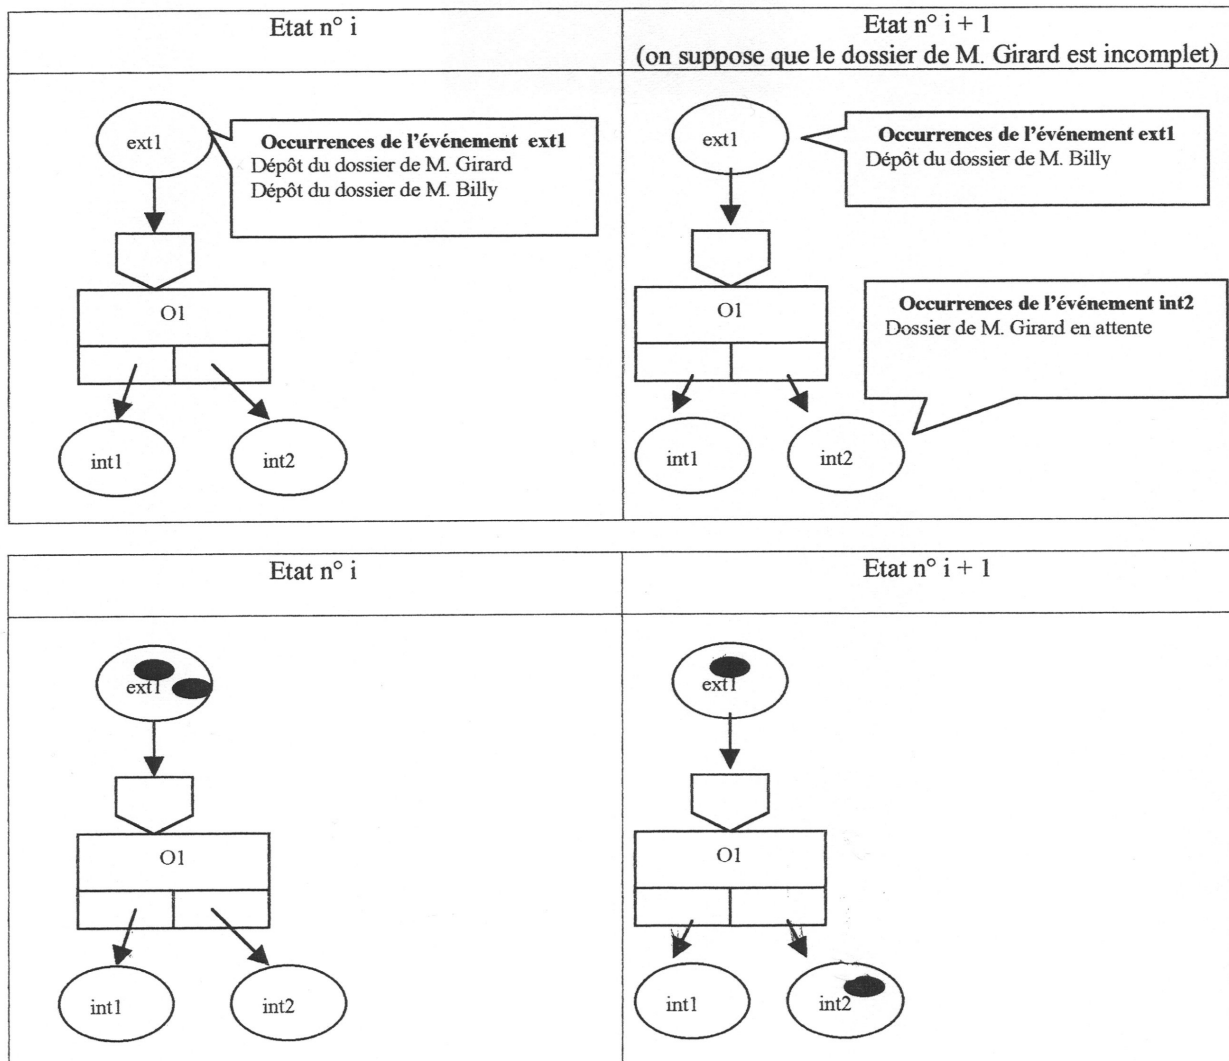 Etat n° i
Etat n° i + 1
(on suppose que le dossier de M. Girard est incomplet)
ext1
Occurrences de l'événement ext1
Dépôt du dossier de M. Girard
Dépôt du dossier de M. Billy
O1
int1
int2
ext1
Occurrences de l'événement ext1
Dépôt du dossier de M. Billy
O1
Occurrences de l'événement int2
Dossier de M. Girard en attente
int1
int2
Etat n° i
Etat n° i + 1
ext1
O1
int1
int2
ext1
O1
int1
int2